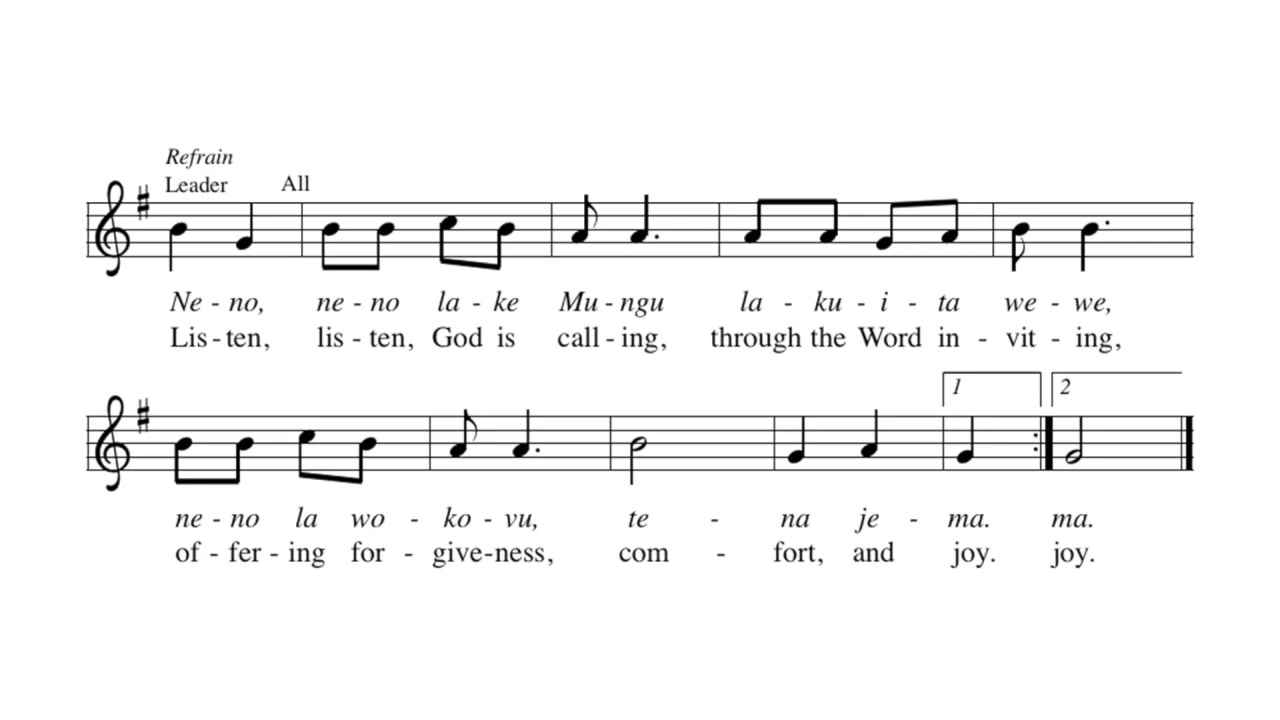 Refrain
Leader All
Ne - no, ne - no la - ke Mu - ngu la - ku - i - ta we - we,
Lis - ten, lis - ten, God is call - ing, through the Word in - vit - ing,
1 2
ne - no la wo - ko - vu, te - na je - ma. ma.
of - fer - ing for - give - ness, com - fort, and joy. joy.